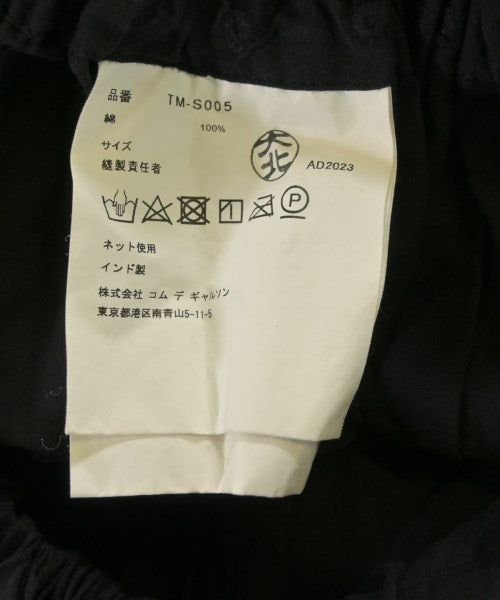 品番 TM-S005
綿 100%
サイズ
縫製責任者 大北 AD2023
P
ネット使用
インド製
株式会社 コム デ ギャルソン
東京都港区南青山5-11-5